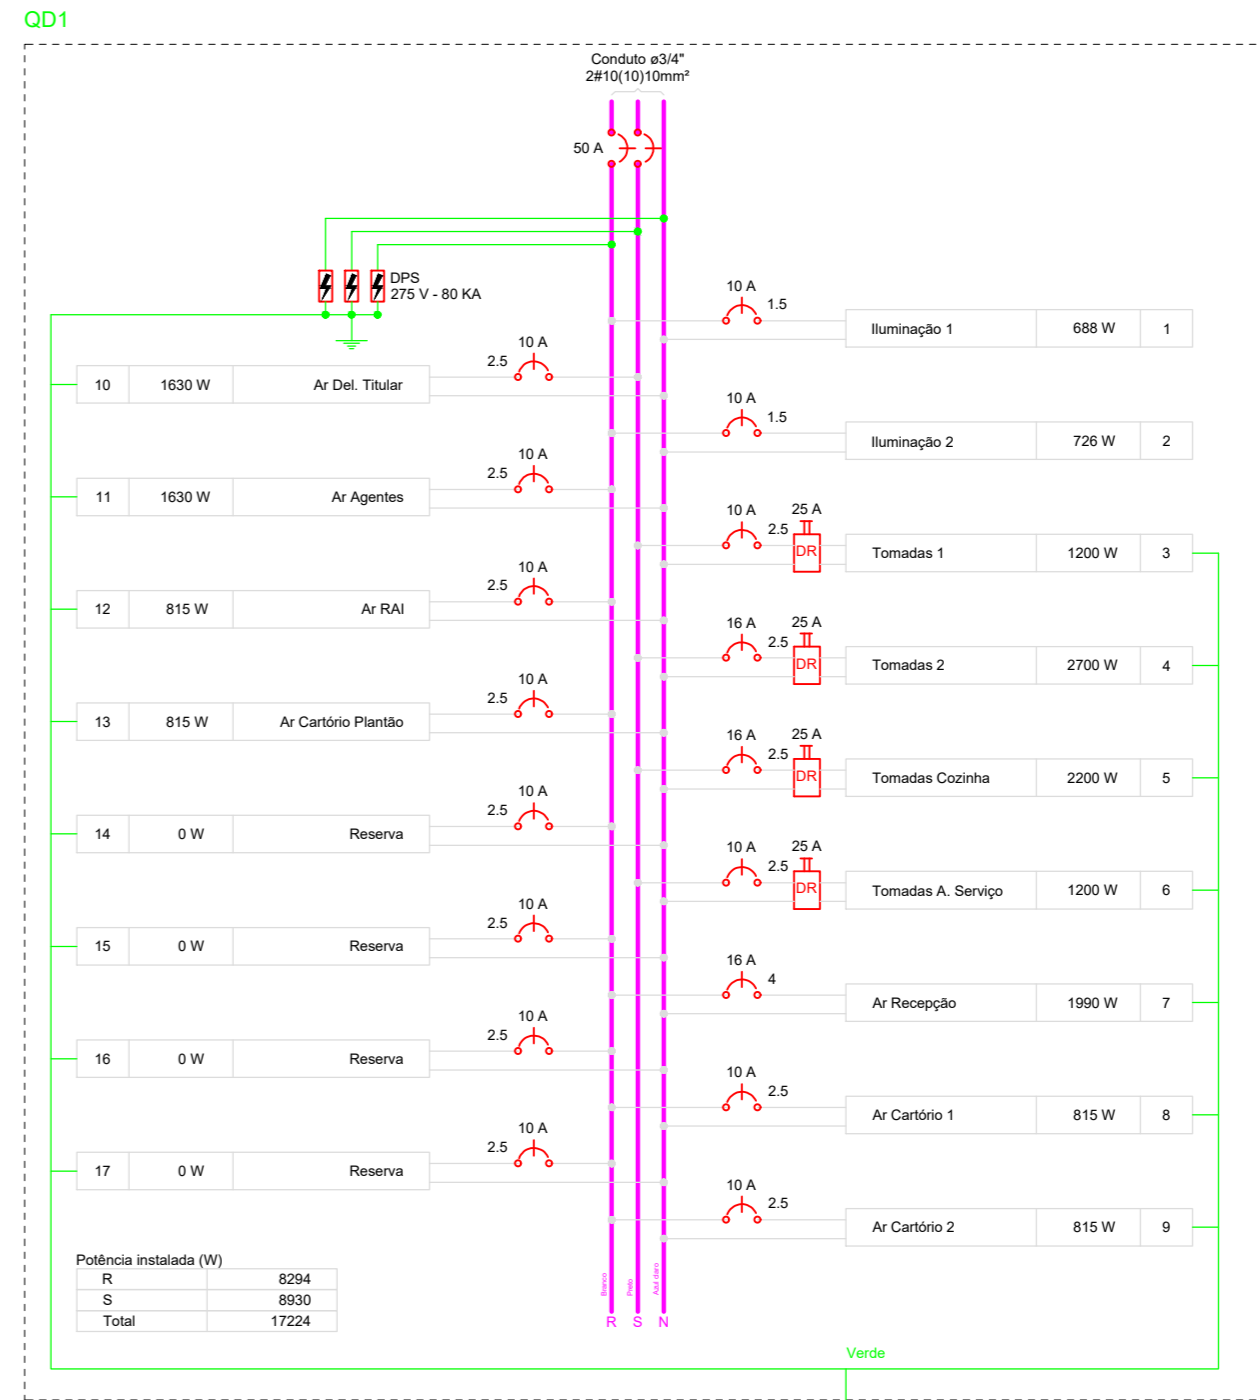 QD1
Conduto ø3/4"
2#10(10)10mm²
50 A
DPS
275 V - 80 KA
10 A
1.5
Iluminação 1 688 W 1
10 A
2.5
10 1630 W Ar Del. Titular
10 A
1.5
Iluminação 2 726 W 2
10 A
2.5
11 1630 W Ar Agentes
10 A
2.5
25 A
DR
Tomadas 1 1200 W 3
10 A
2.5
12 815 W Ar RAI
16 A
2.5
25 A
DR
Tomadas 2 2700 W 4
10 A
2.5
13 815 W Ar Cartório Plantão
16 A
2.5
25 A
DR
Tomadas Cozinha 2200 W 5
10 A
2.5
14 0 W Reserva
10 A
2.5
25 A
DR
Tomadas A. Serviço 1200 W 6
10 A
2.5
15 0 W Reserva
16 A
4
Ar Recepção 1990 W 7
10 A
2.5
16 0 W Reserva
10 A
2.5
Ar Cartório 1 815 W 8
10 A
2.5
17 0 W Reserva
10 A
2.5
Ar Cartório 2 815 W 9
Potência instalada (W)
R 8294
S 8930
Total 17224
Branco
Preto
Azul claro
R S N
Verde